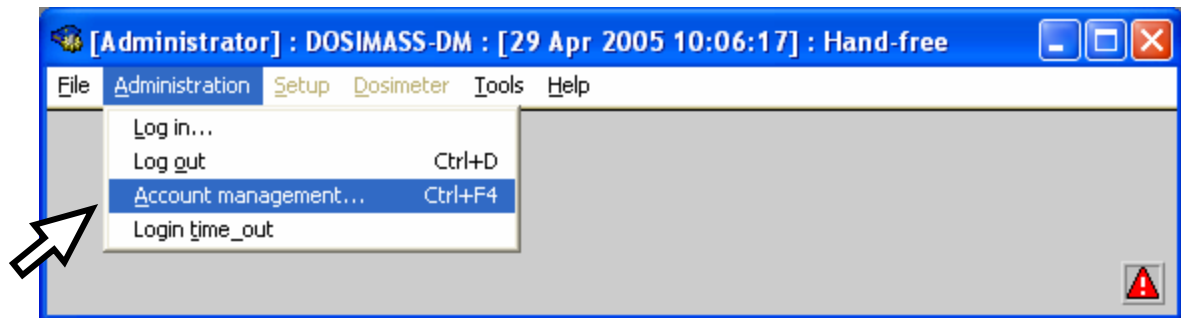 [Administrator] : DOSIMASS-DM : [29 Apr 2005 10:06:17] : Hand-free
File Administration Setup Dosimeter Tools Help
Log in...
Log out Ctrl+D
Account management... Ctrl+F4
Login time_out